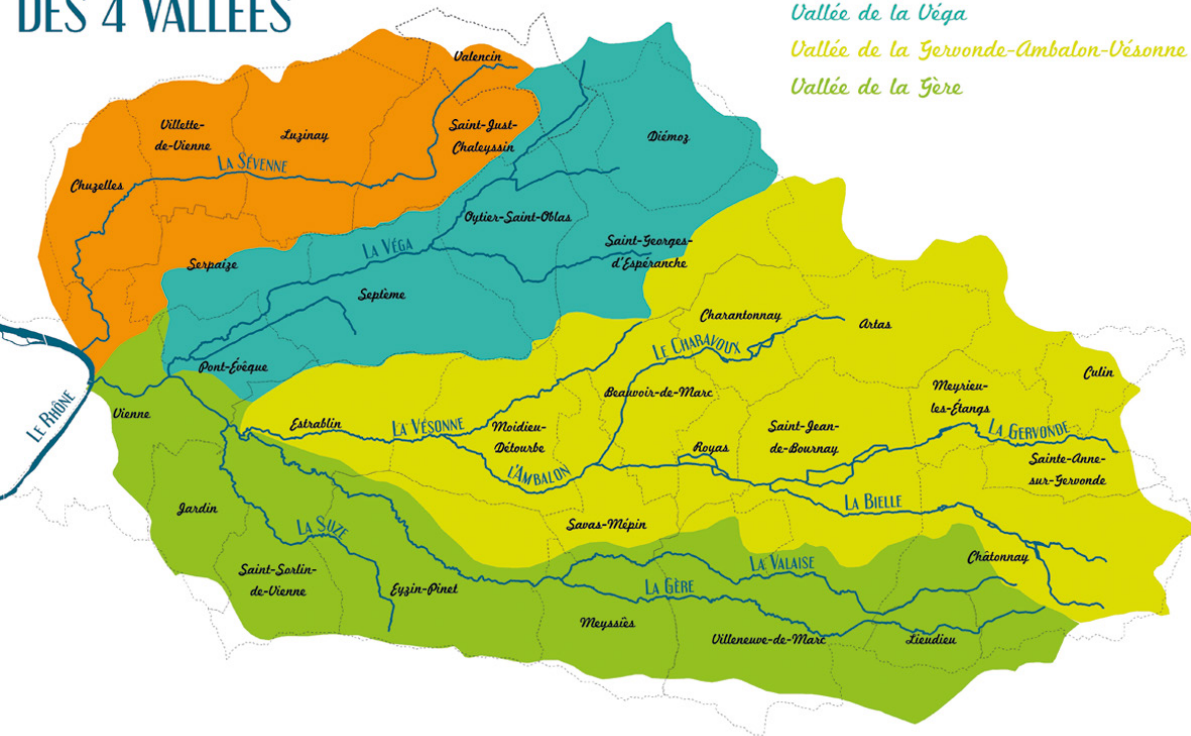 DES 4 VALLÉES
Vallée de la Véga
Vallée de la Gervonde-Ambalon-Vésonne
Vallée de la Gère
Valencin
Villette-
de-Vienne
Luzinay
Saint-Just-
Chaleyssin
Diémoz
La Sévenne
Chuzelles
Oytier-Saint-Oblas
Saint-Georges-
d'Espéranche
La Véga
Serpaize
Septème
Charantonnay
Artas
Le Charavoux
Pont-Évêque
Culin
Le Rhône
Vienne
Beauvoir-de-Marc
Meyrieu-
les-Étangs
Estrablin
La Vésonne
Moidieu-
Détourbe
Saint-Jean-
de-Bournay
La Gervonde
Royas
L'Ambalon
Sainte-Anne-
sur-Gervonde
La Bielle
Jardin
La Suze
Savas-Mépin
Châtonnay
La Valaise
Saint-Sorlin-
de-Vienne
Eyzin-Pinet
La Gère
Meyssiès
Villeneuve-de-Marc
Lieudieu